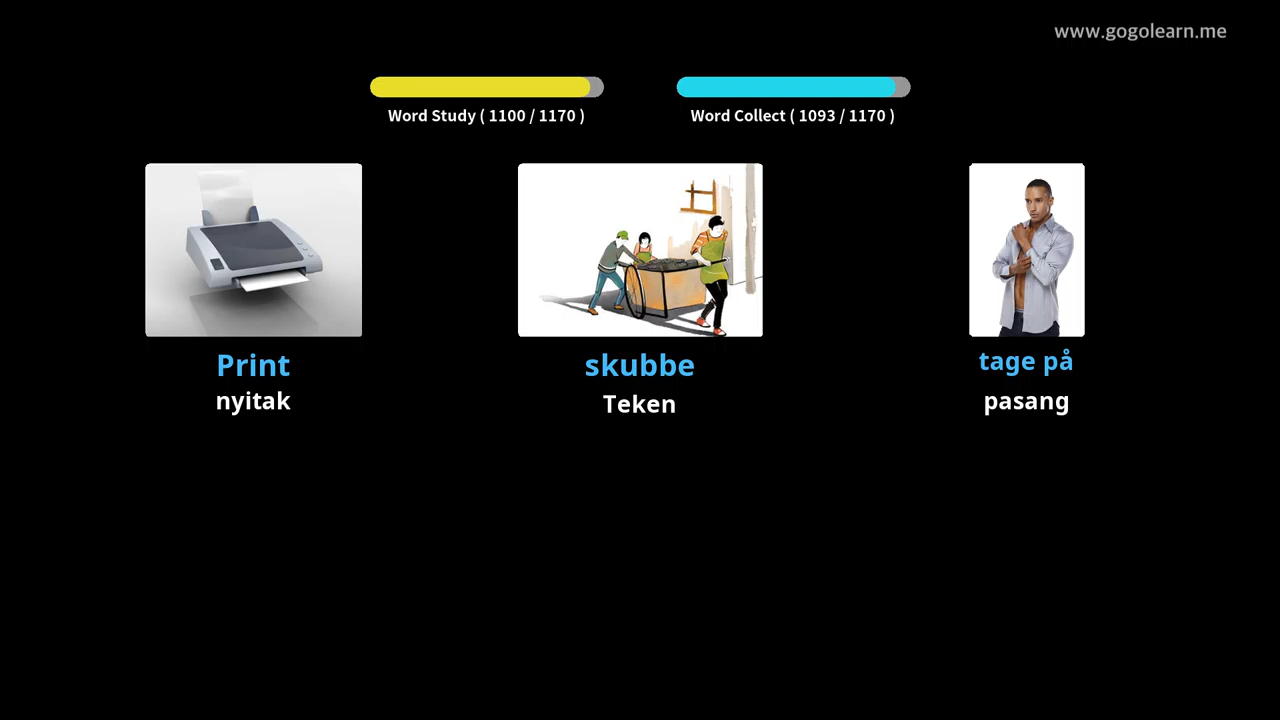 www.gogolearn.me
Word Study ( 1100 / 1170 )
Word Collect ( 1093 / 1170 )
Print
skubbe
tage på
nyitak
Teken
pasang